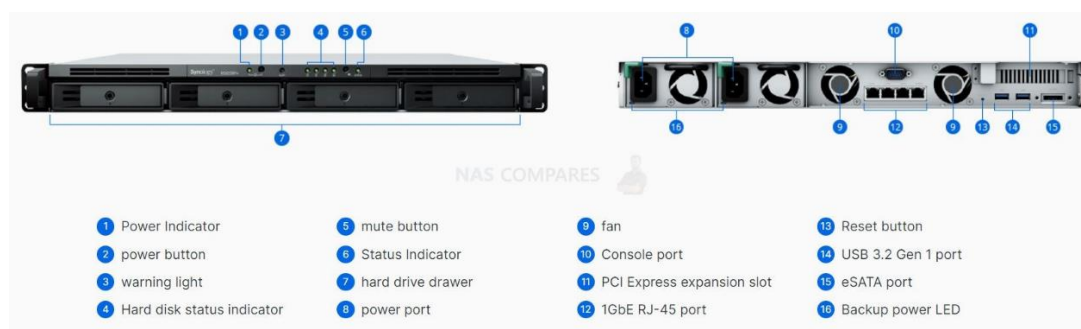 1 2 3 4 5 6
8 10 11
Synology
7
16 9 12 9 13 14 15
NAS COMPARES
1 Power Indicator
2 power button
3 warning light
4 Hard disk status indicator
5 mute button
6 Status Indicator
7 hard drive drawer
8 power port
9 fan
10 Console port
11 PCI Express expansion slot
12 1GbE RJ-45 port
13 Reset button
14 USB 3.2 Gen 1 port
15 eSATA port
16 Backup power LED